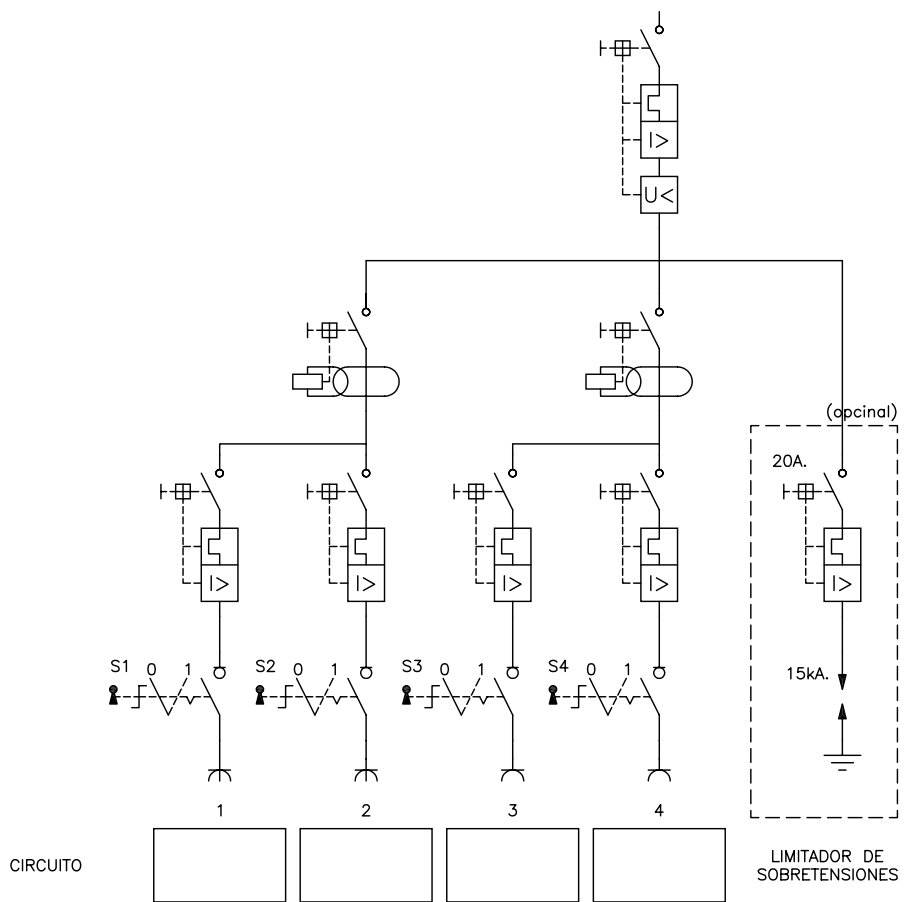 I>
U<
(opcinal)
20A.
I> I> I> I> I>
S1 0 1 S2 0 1 S3 0 1 S4 0 1 15kA.
1 2 3 4
CIRCUITO
LIMITADOR DE
SOBRETENSIONES